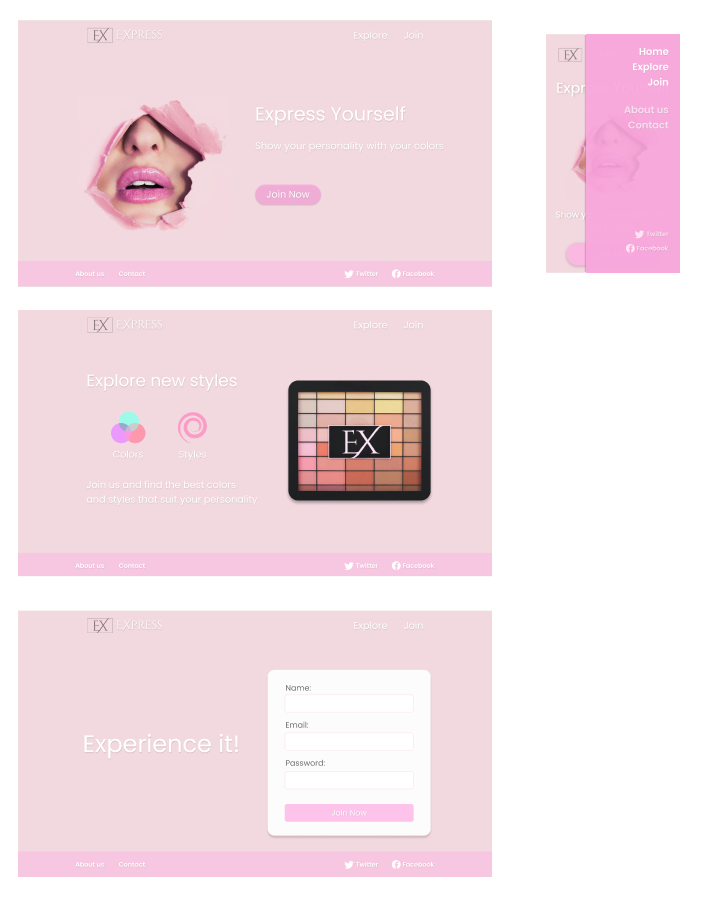 EX EXPRESS
Explore Join
Express Yourself
Show your personality with your colors.
Join Now
About us Contact
Twitter Facebook
EX
Expr
Show y
Home
Explore
Join
About us
Contact
Twitter
Facebook
EX EXPRESS
Explore Join
Explore new styles
Colors Styles
Join us and find the best colors
and styles that suit your personality.
EX
About us Contact
Twitter Facebook
EX EXPRESS
Explore Join
Experience it!
Name:
Email:
Password:
Join Now
About us Contact
Twitter Facebook